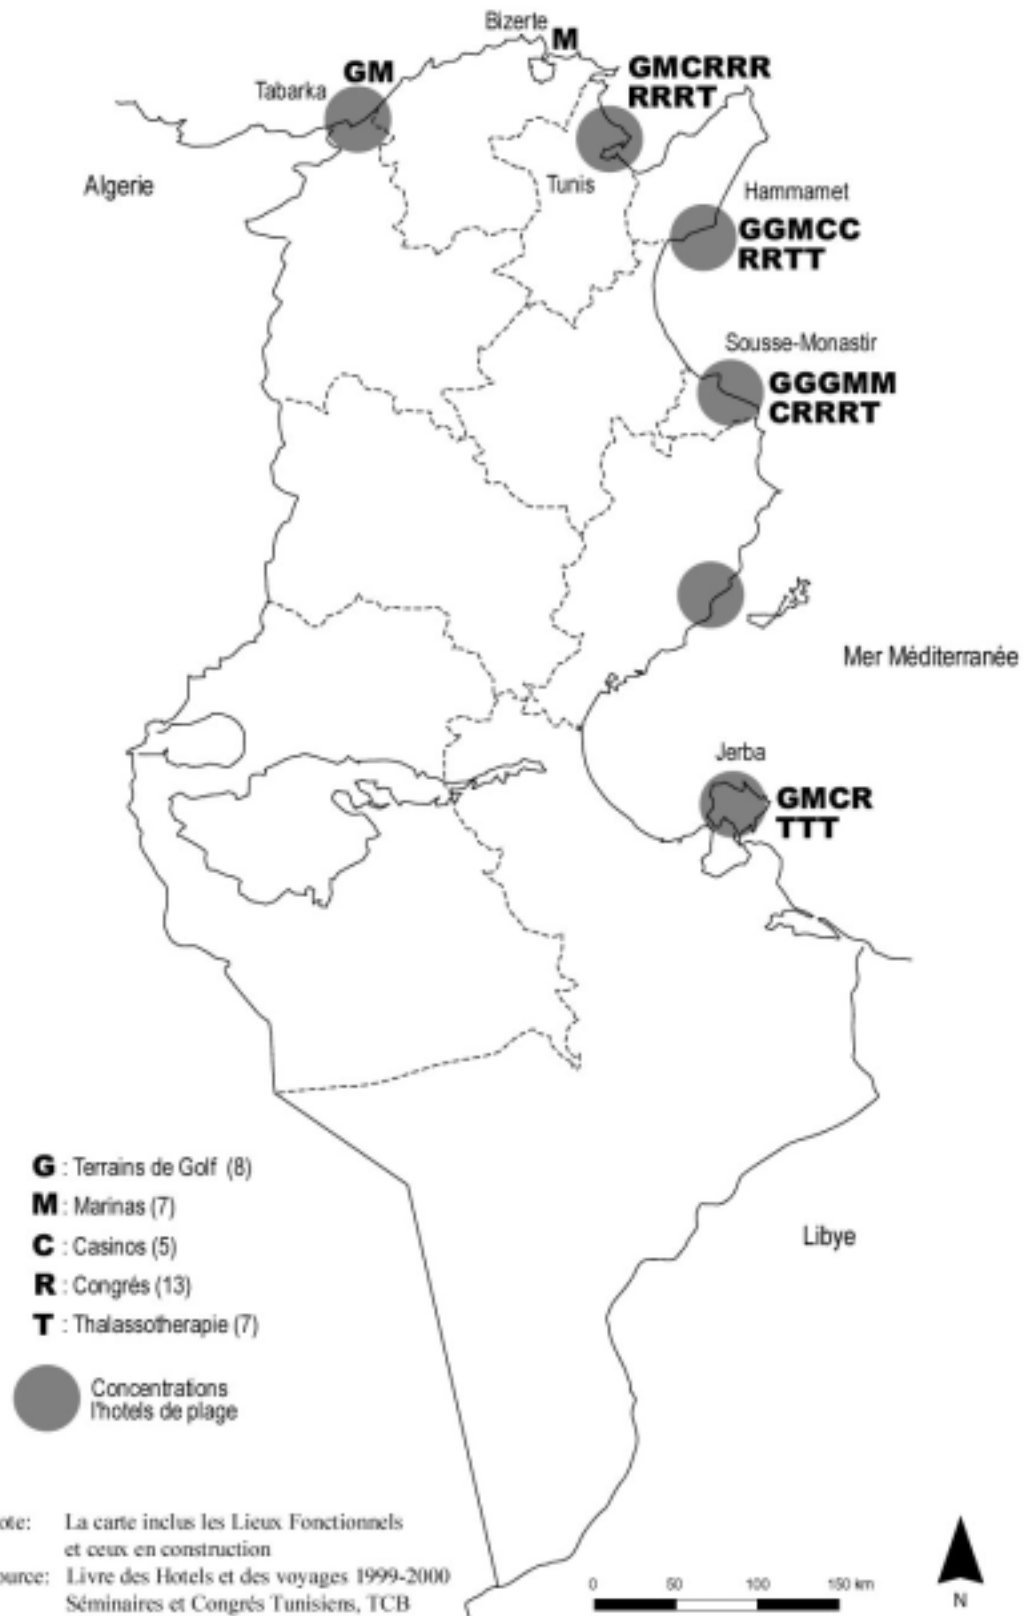 Bizerte
M
GM
Tabarka
GMCRRR
RRRT
Algerie
Tunis
Hammamet
GGMCC
RRTT
Sousse-Monastir
GGGMM
CRRRT
Mer Méditerranée
Jerba
GMCR
TTT
G : Terrains de Golf (8)
M : Marinas (7)
C : Casinos (5)
R : Congrés (13)
T : Thalassotherapie (7)
Libye
Concentrations
l'hotels de plage
ote: La carte inclus les Lieux Fonctionnels
et ceux en construction
ource: Livre des Hotels et des voyages 1999-2000
Séminaires et Congrés Tunisiens, TCB
0 50 100 150 km
N